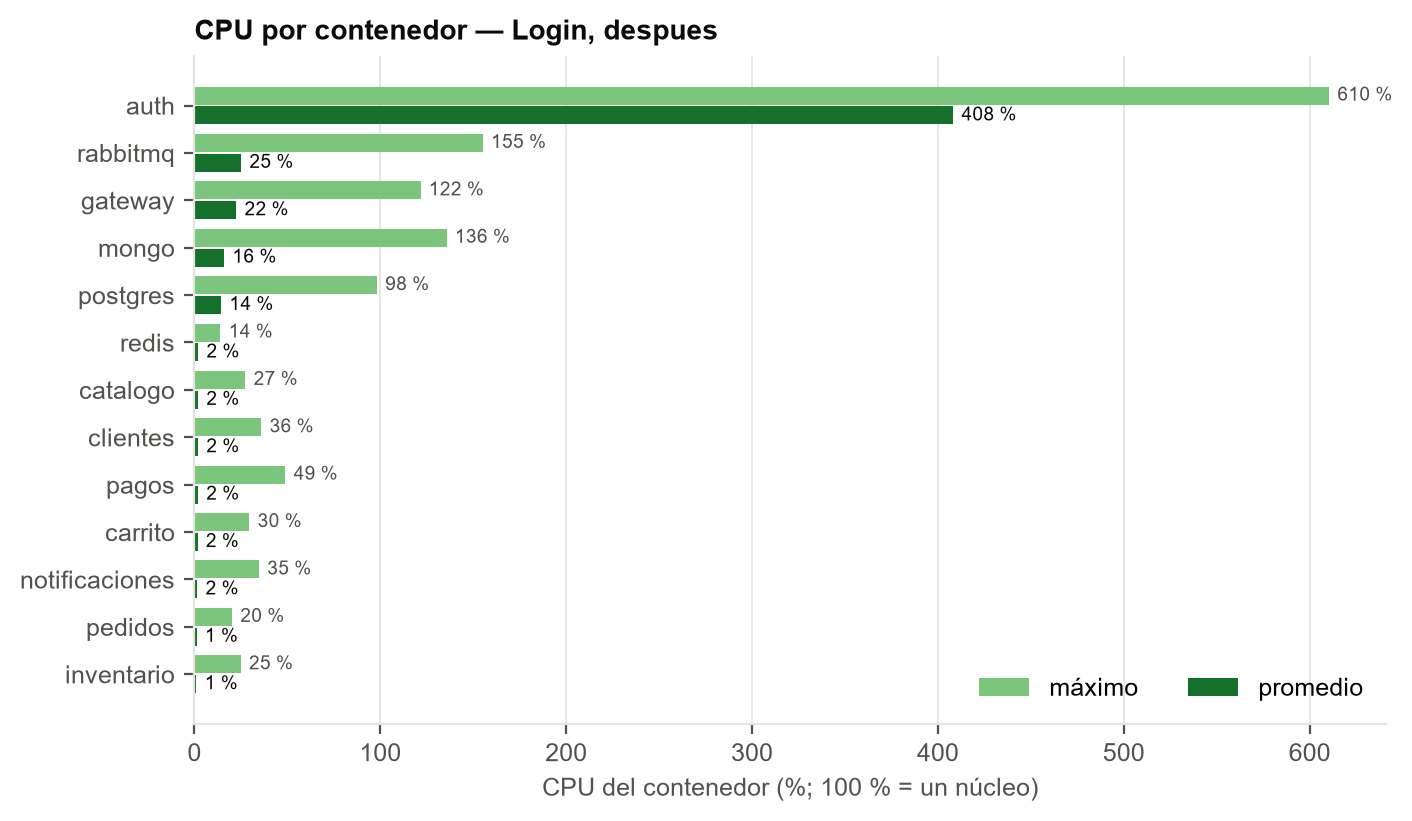 CPU por contenedor — Login, despues
auth
610 %
408 %
rabbitmq
155 %
25 %
gateway
122 %
22 %
mongo
136 %
16 %
postgres
98 %
14 %
redis
14 %
2 %
catalogo
27 %
2 %
clientes
36 %
2 %
pagos
49 %
2 %
carrito
30 %
2 %
notificaciones
35 %
2 %
pedidos
20 %
1 %
inventario
25 %
1 %
máximo promedio
0 100 200 300 400 500 600
CPU del contenedor (%; 100 % = un núcleo)